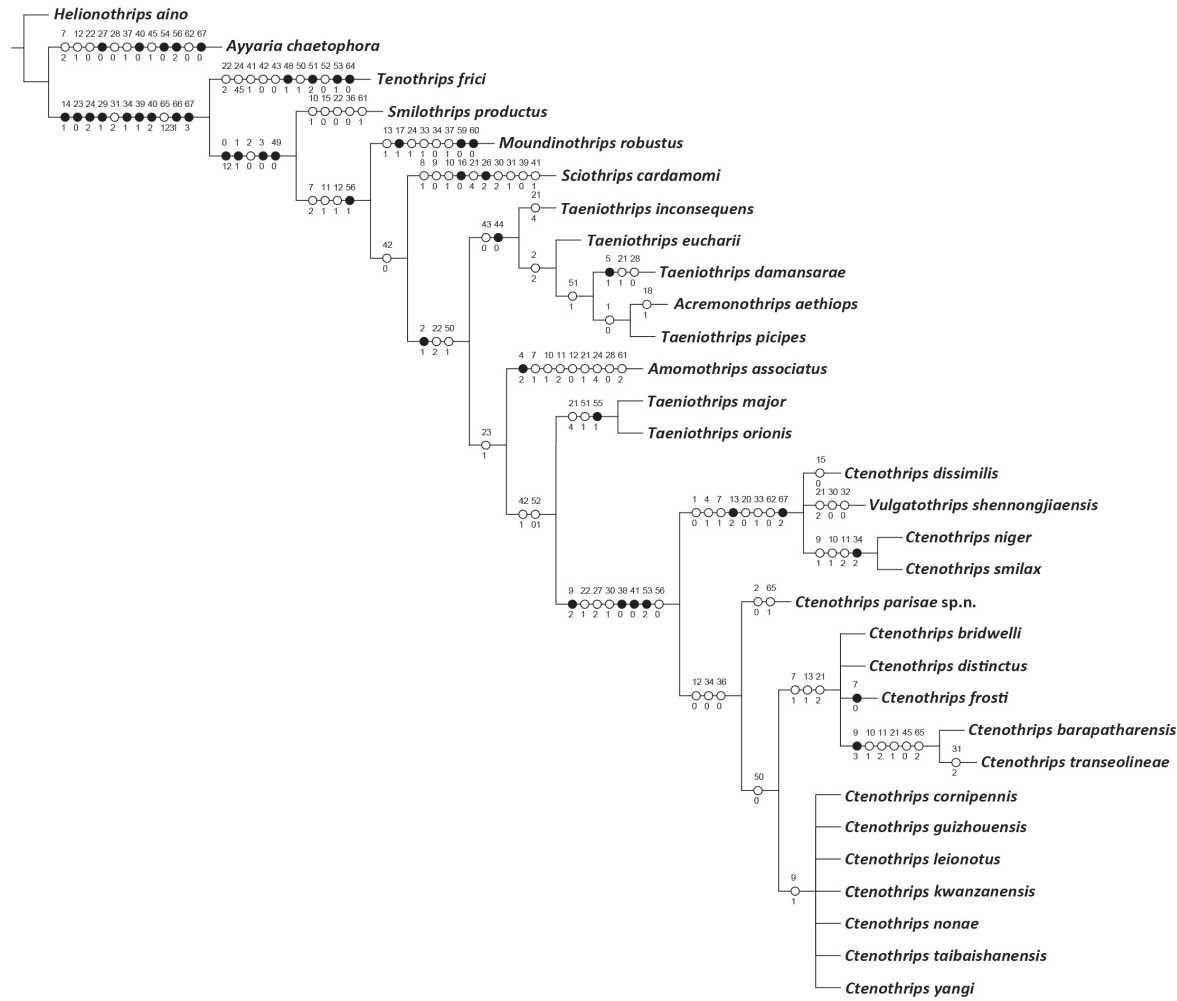 Helionothrips aino
7 12 22 27 28 37 40 45 54 56 62 67
Ayyaria chaetophora
2 1 0 0 0 1 0 1 0 2 0 0
22 24 41 42 43 48 50 51 52 53 64
Tenothrips frici
2 45 1 0 0 1 1 2 0 1 0
10 15 22 36 61
Smilothrips productus
1 0 0 0 1
14 23 24 29 31 34 39 40 65 66 67
1 0 2 1 2 1 1 2 123 1 3
13 17 24 33 34 37 59 60
Moundinothrips robustus
1 1 1 1 0 1 0 0
0 1 2 3 49
12 1 0 0 0
8 9 10 16 21 26 30 31 39 41
Sciothrips cardamomi
1 0 1 0 4 2 2 1 0 1
7 11 12 56
2 1 1 1
21
Taeniothrips inconsequens
4
43 44
0 0
Taeniothrips eucharii
42
0
2
2
5 21 28
Taeniothrips damansarae
1 1 0
51
1
18
Acremonothrips aethiops
1
1
0
Taeniothrips picipes
2 22 50
1 2 1
4 7 10 11 12 21 24 28 61
Amomothrips associatus
2 1 1 2 0 1 4 0 2
Taeniothrips major
21 51 55
4 1 1
Taeniothrips orionis
23
1
15
Ctenothrips dissimilis
0
21 30 32
Vulgatothrips shennongjiaensis
2 0 0
1 4 7 13 20 33 62 67
0 1 1 2 0 1 0 2
42 52
1 01
Ctenothrips niger
9 10 11 34
1 1 2 2
Ctenothrips smilax
9 22 27 30 38 41 53 56
2 1 2 1 0 0 2 0
2 65
Ctenothrips parisae sp.n.
0 1
Ctenothrips bridwelli
Ctenothrips distinctus
12 34 36
0 0 0
7 13 21
1 1 2
7
Ctenothrips frosti
0
Ctenothrips barapatharensis
9 10 11 21 45 65
3 1 2 1 0 2
31
Ctenothrips transeolineae
2
50
0
Ctenothrips cornipennis
Ctenothrips guizhouensis
Ctenothrips leionotus
9
1
Ctenothrips kwanzanensis
Ctenothrips nonae
Ctenothrips taibaishanensis
Ctenothrips yangi